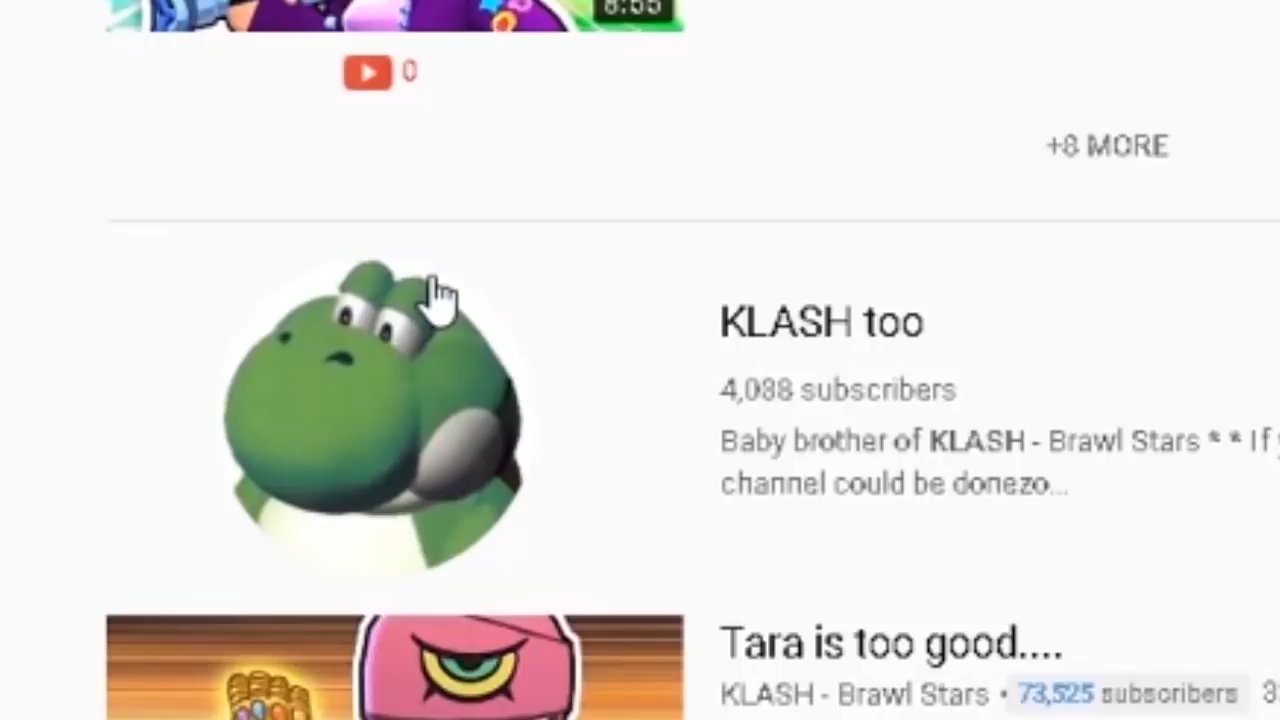 8:55
0
+8 MORE
KLASH too
4,088 subscribers
Baby brother of KLASH - Brawl Stars * * If
channel could be donezo...
Tara is too good....
KLASH - Brawl Stars • 73,525 subscribers